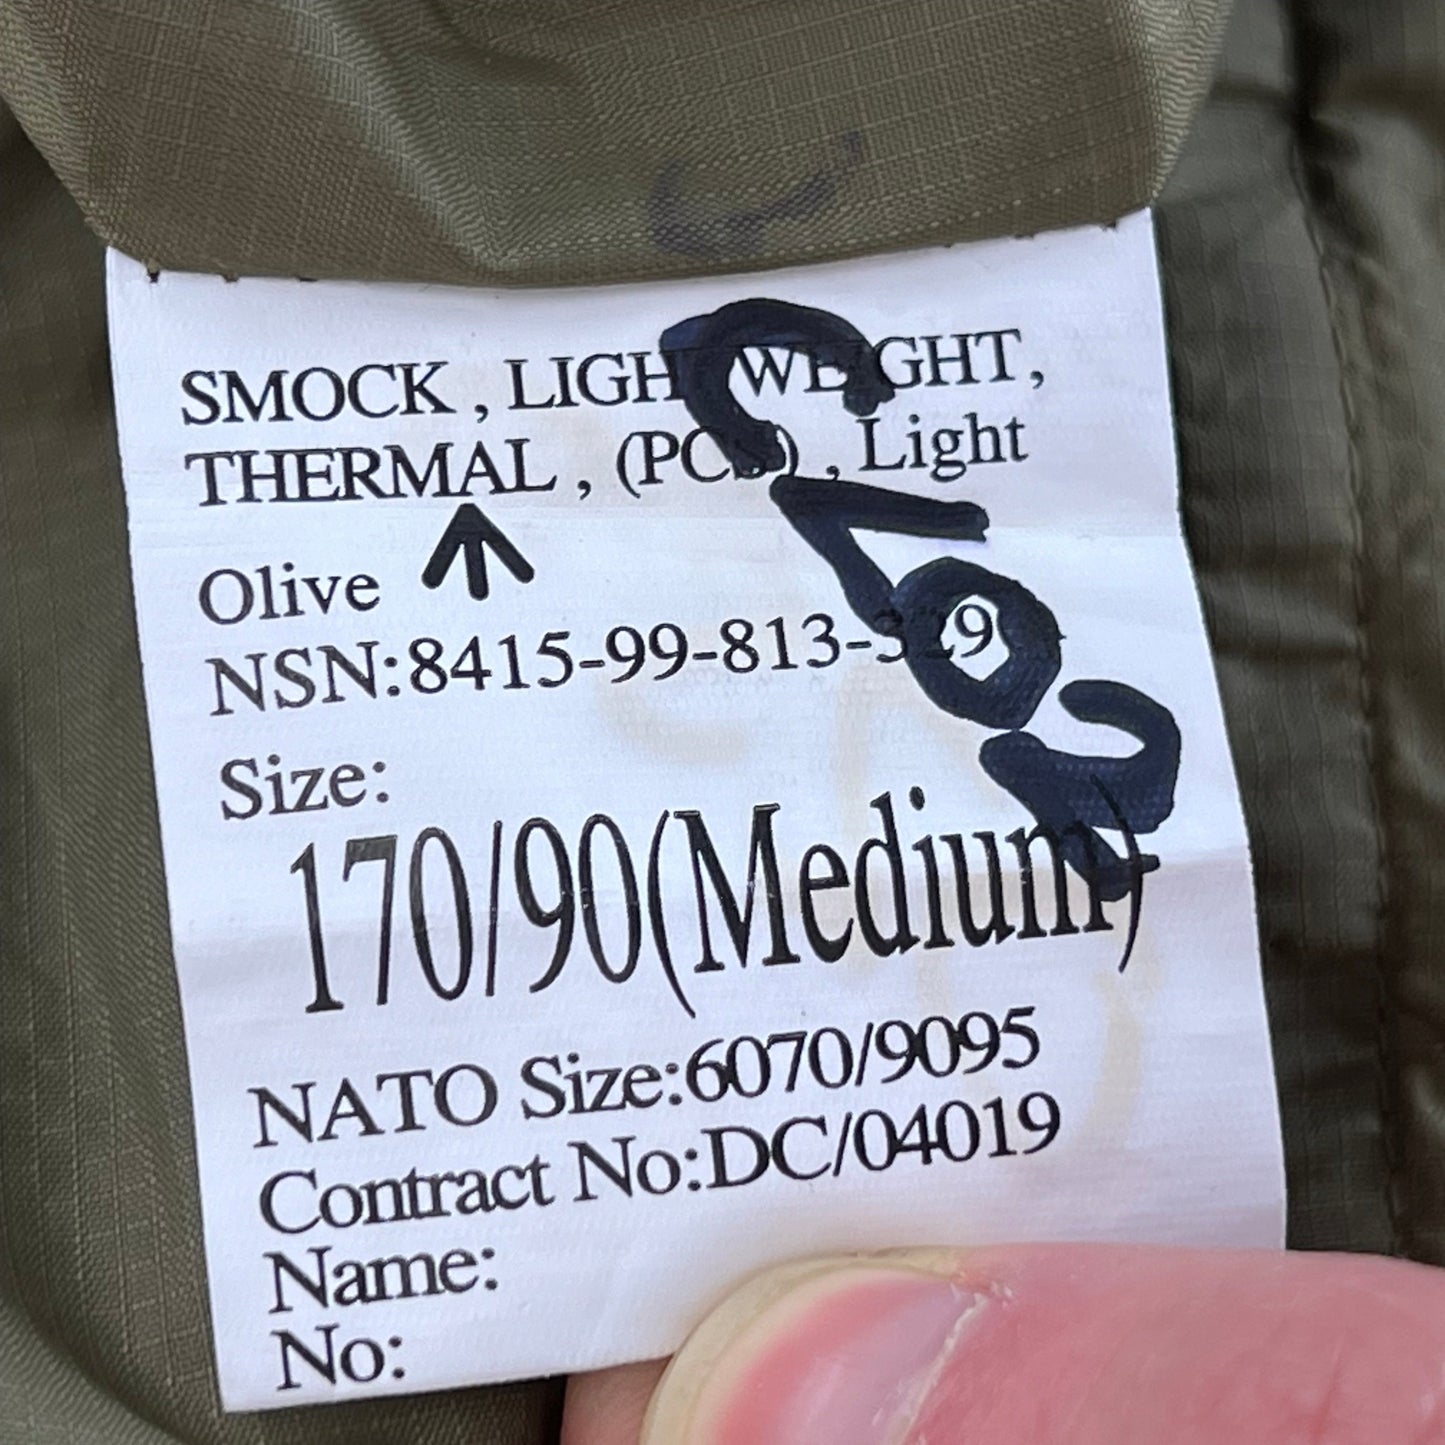 SMOCK, LIGHTWEIGHT,
THERMAL, (PCS), Light
Olive
NSN:8415-99-813-
Size:
170/90(Medium)
NATO Size:6070/9095
Contract No:DC/04019
Name:
No: